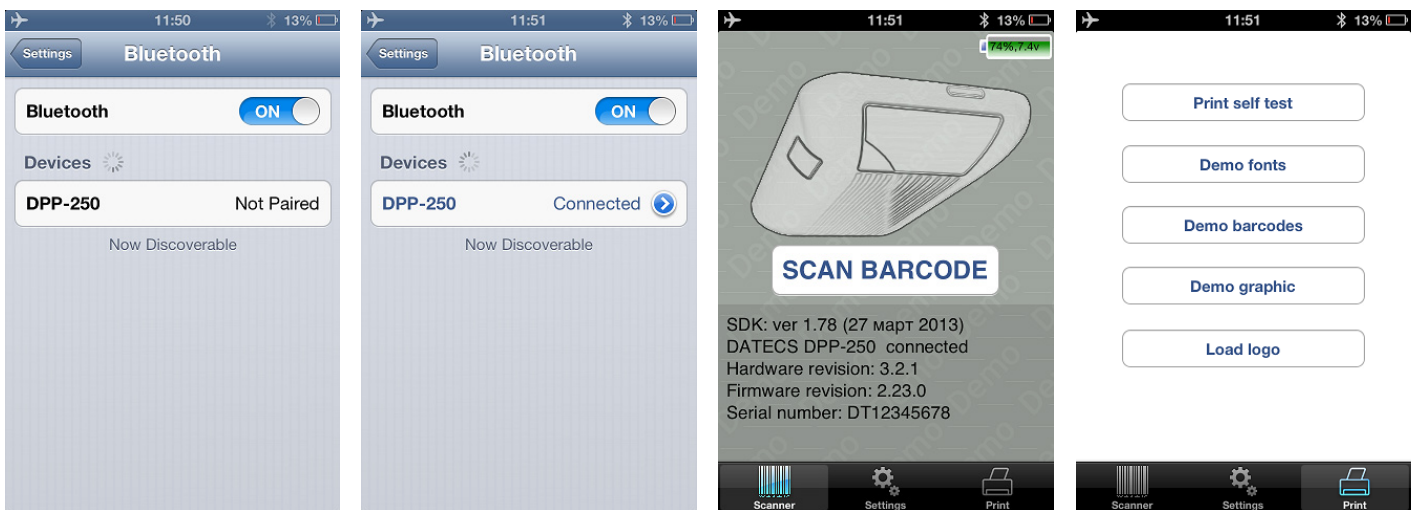 11:50
13%
Settings
Bluetooth
Bluetooth
ON
Devices
DPP-250
Not Paired
Now Discoverable
11:51
13%
Settings
Bluetooth
Bluetooth
ON
Devices
DPP-250
Connected
Now Discoverable
11:51
13%
74%,7.4v
Demo
SCAN BARCODE
SDK: ver 1.78 (27 март 2013)
DATECS DPP-250 connected
Hardware revision: 3.2.1
Firmware revision: 2.23.0
Serial number: DT12345678
Scanner
Settings
Print
11:51
13%
Print self test
Demo fonts
Demo barcodes
Demo graphic
Load logo
Scanner
Settings
Print